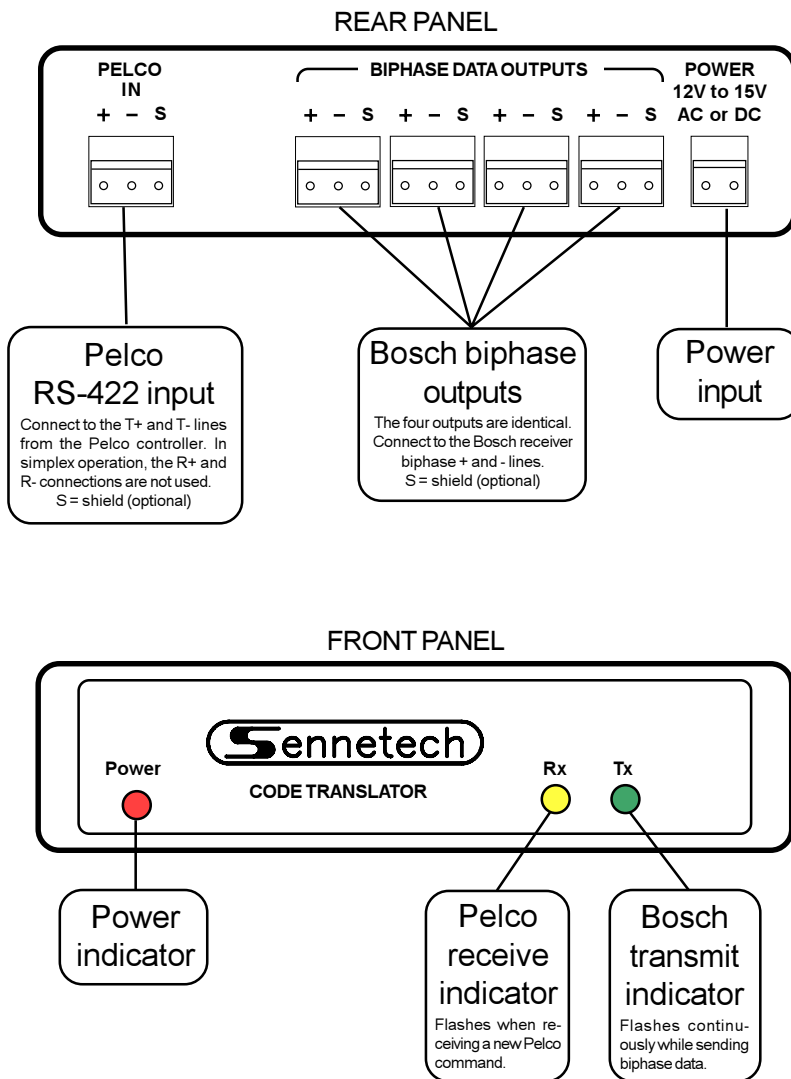 REAR PANEL
PELCO
IN
+ − S
BIPHASE DATA OUTPUTS
+ − S + − S + − S + − S
POWER
12V to 15V
AC or DC
Pelco
RS-422 input
Connect to the T+ and T- lines
from the Pelco controller. In
simplex operation, the R+ and
R- connections are not used.
S = shield (optional)
Bosch biphase
outputs
The four outputs are identical.
Connect to the Bosch receiver
biphase + and - lines.
S = shield (optional)
Power
input
FRONT PANEL
Sennetech
CODE TRANSLATOR
Power
Rx
Tx
Power
indicator
Pelco
receive
indicator
Flashes when re-
ceiving a new Pelco
command.
Bosch
transmit
indicator
Flashes continu-
ously while sending
biphase data.